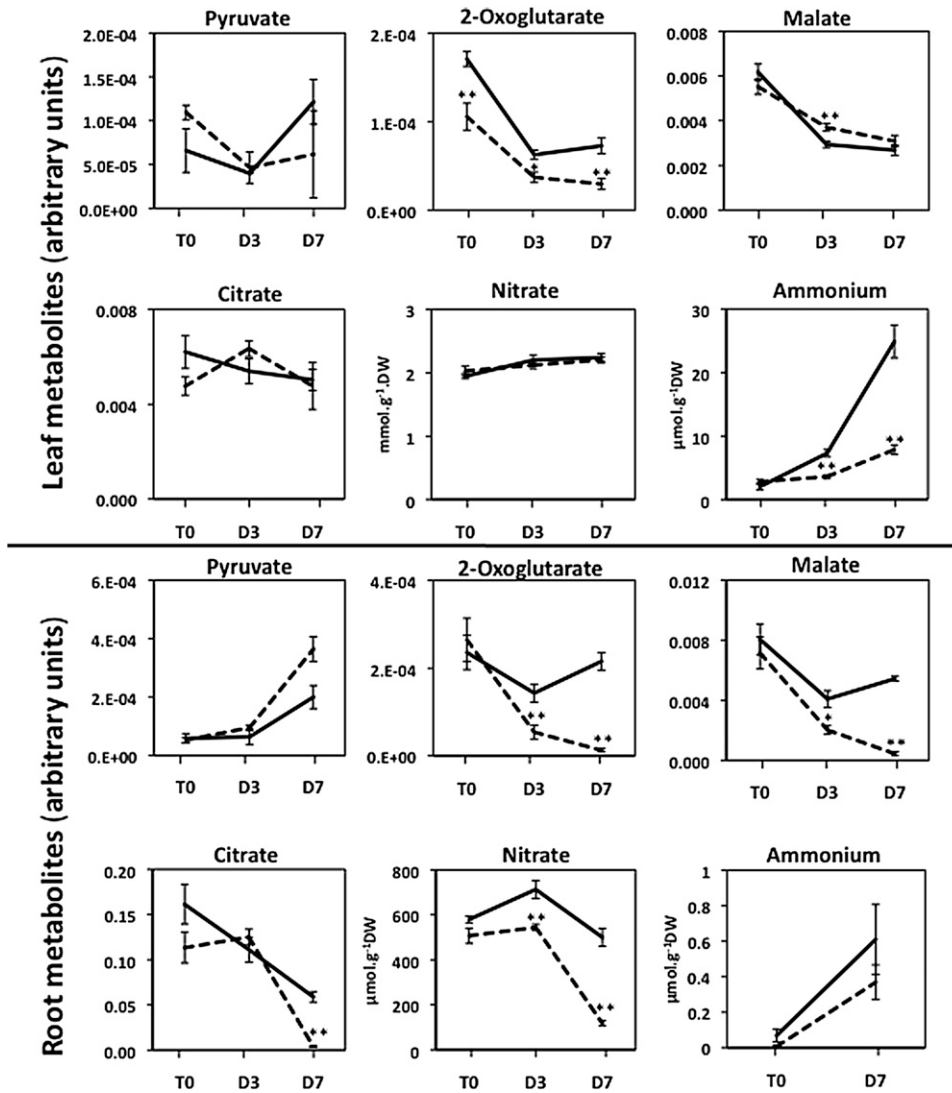 Leaf metabolites (arbitrary units)
Pyruvate
2.0E-04
1.5E-04
1.0E-04
5.0E-05
0.0E+00
T0 D3 D7
2-Oxoglutarate
2.E-04
1.E-04
0.E+00
**
*
**
T0 D3 D7
Malate
0.008
0.006
0.004
0.002
0.000
**
T0 D3 D7
Citrate
0.008
0.004
0.000
T0 D3 D7
Nitrate
mmol.g-1.DW
3
2
1
0
T0 D3 D7
Ammonium
µmol.g-1DW
30
20
10
0
**
**
T0 D3 D7
Root metabolites (arbitrary units)
Pyruvate
6.E-04
4.E-04
2.E-04
0.E+00
T0 D3 D7
2-Oxoglutarate
4.E-04
2.E-04
0.E+00
**
**
T0 D3 D7
Malate
0.012
0.008
0.004
0.000
*
**
T0 D3 D7
Citrate
0.20
0.15
0.10
0.05
0.00
**
T0 D3 D7
Nitrate
µmol.g-1DW
800
600
400
200
0
**
**
T0 D3 D7
Ammonium
µmol.g-1DW
1
0.8
0.6
0.4
0.2
0
T0 D7